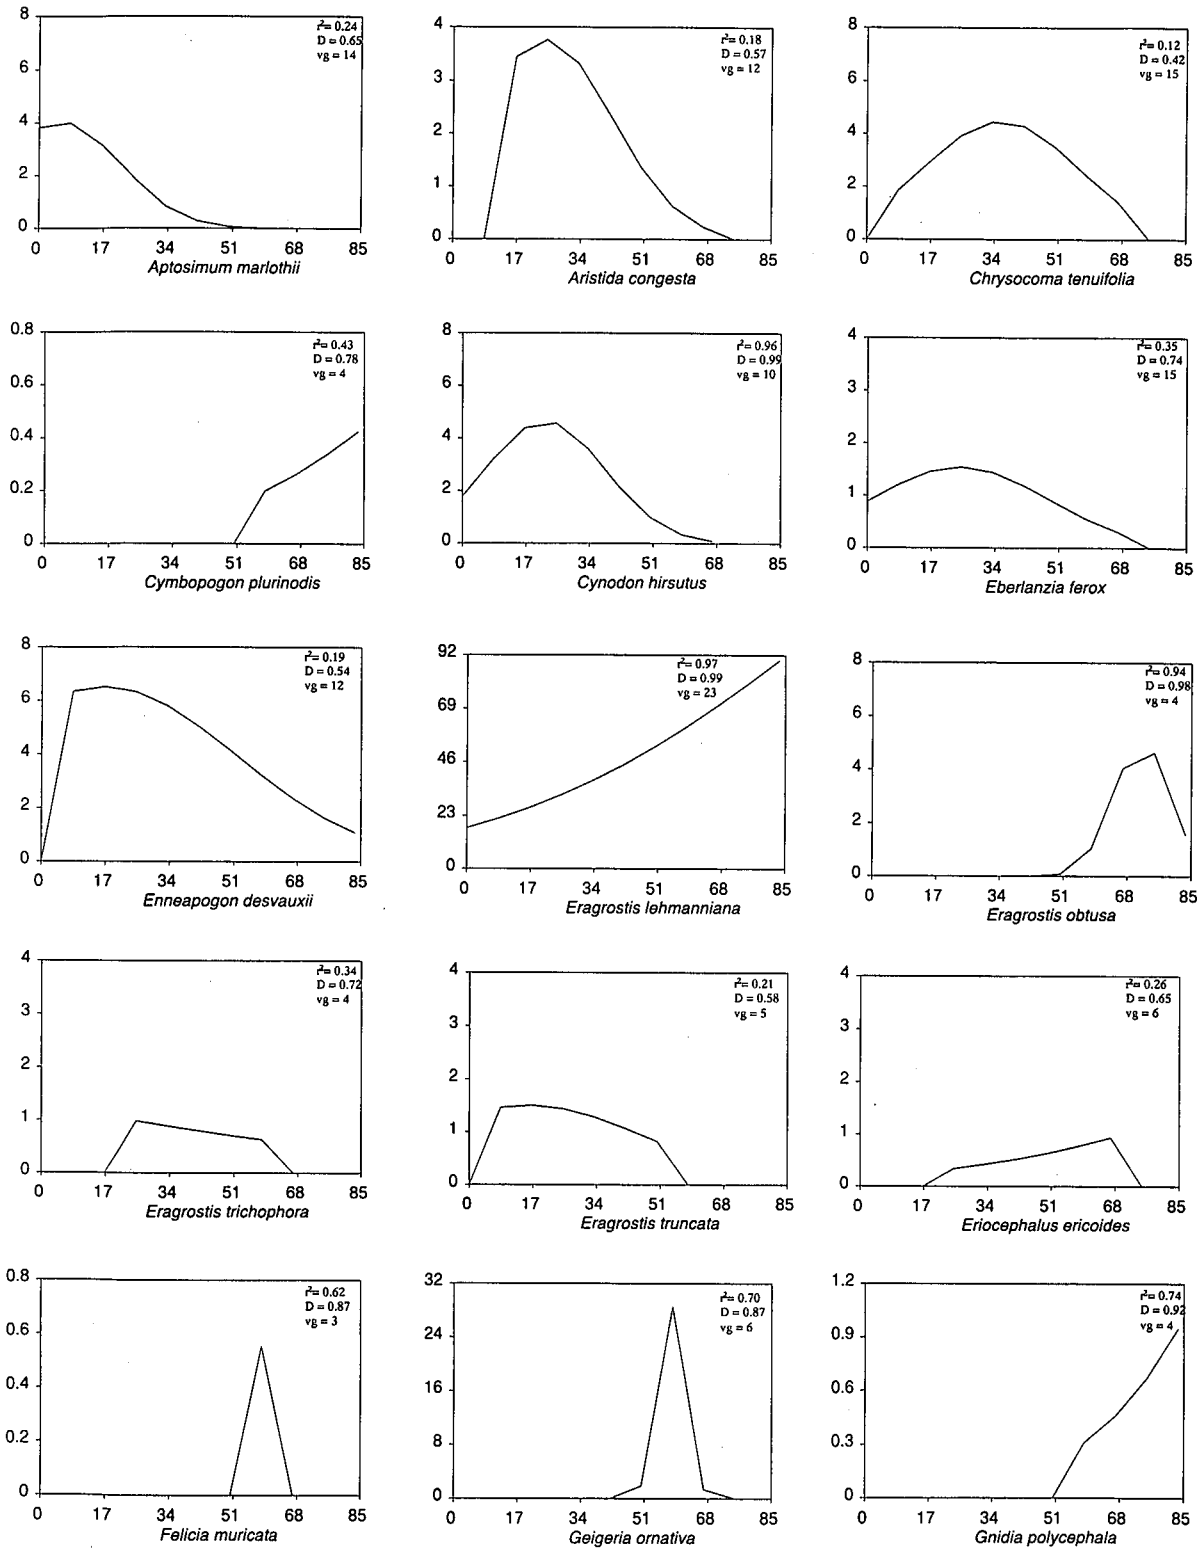 8
6
4
2
0
r²= 0.24
D = 0.65
vg = 14
0 17 34 51 68 85
Aptosimum marlothii
4
3
2
1
0
r²= 0.18
D = 0.57
vg = 12
0 17 34 51 68 85
Aristida congesta
8
6
4
2
0
r²= 0.12
D = 0.42
vg = 15
0 17 34 51 68 85
Chrysocoma tenuifolia
0.8
0.6
0.4
0.2
0
r²= 0.43
D = 0.78
vg = 4
0 17 34 51 68 85
Cymbopogon plurinodis
8
6
4
2
0
r²= 0.96
D = 0.99
vg = 10
0 17 34 51 68 85
Cynodon hirsutus
4
3
2
1
0
r²= 0.35
D = 0.74
vg = 15
0 17 34 51 68 85
Eberlanzia ferox
8
6
4
2
0
r²= 0.19
D = 0.54
vg = 12
0 17 34 51 68 85
Enneapogon desvauxii
92
69
46
23
0
r²= 0.97
D = 0.99
vg = 23
0 17 34 51 68 85
Eragrostis lehmanniana
8
6
4
2
0
r²= 0.94
D = 0.98
vg = 4
0 17 34 51 68 85
Eragrostis obtusa
4
3
2
1
0
r²= 0.34
D = 0.72
vg = 4
0 17 34 51 68 85
Eragrostis trichophora
4
3
2
1
0
r²= 0.21
D = 0.58
vg = 5
0 17 34 51 68 85
Eragrostis truncata
4
3
2
1
0
r²= 0.26
D = 0.65
vg = 6
0 17 34 51 68 85
Eriocephalus ericoides
0.8
0.6
0.4
0.2
0
r²= 0.62
D = 0.87
vg = 3
0 17 34 51 68 85
Felicia muricata
32
24
16
8
0
r²= 0.70
D = 0.87
vg = 6
0 17 34 51 68 85
Geigeria ornativa
1.2
0.9
0.6
0.3
0
r²= 0.74
D = 0.92
vg = 4
0 17 34 51 68 85
Gnidia polycephala